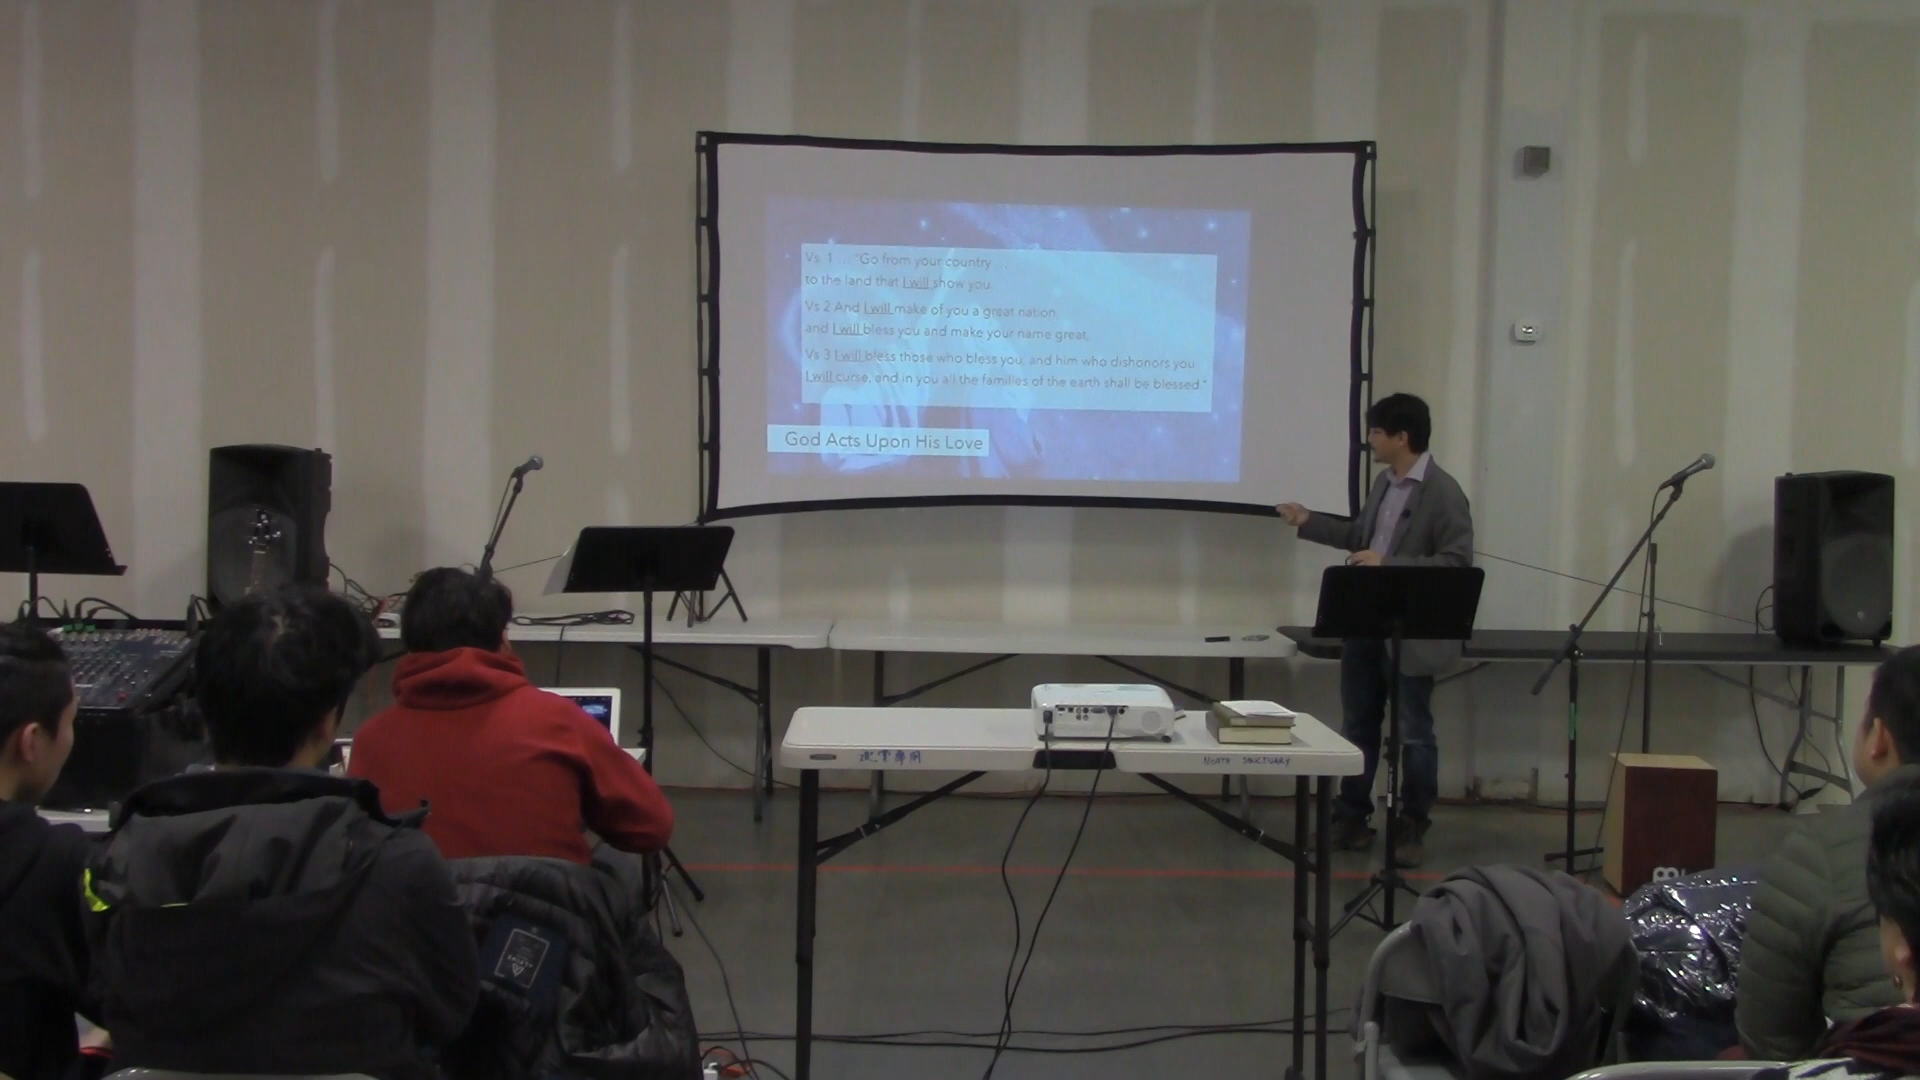 Vs. 1 ... "Go from your country ...
to the land that I will show you.
Vs 2 And I will make of you a great nation,
and I will bless you and make your name great,
Vs 3 I will bless those who bless you, and him who dishonors you
I will curse, and in you all the families of the earth shall be blessed."
God Acts Upon His Love
NORTH SANCTUARY